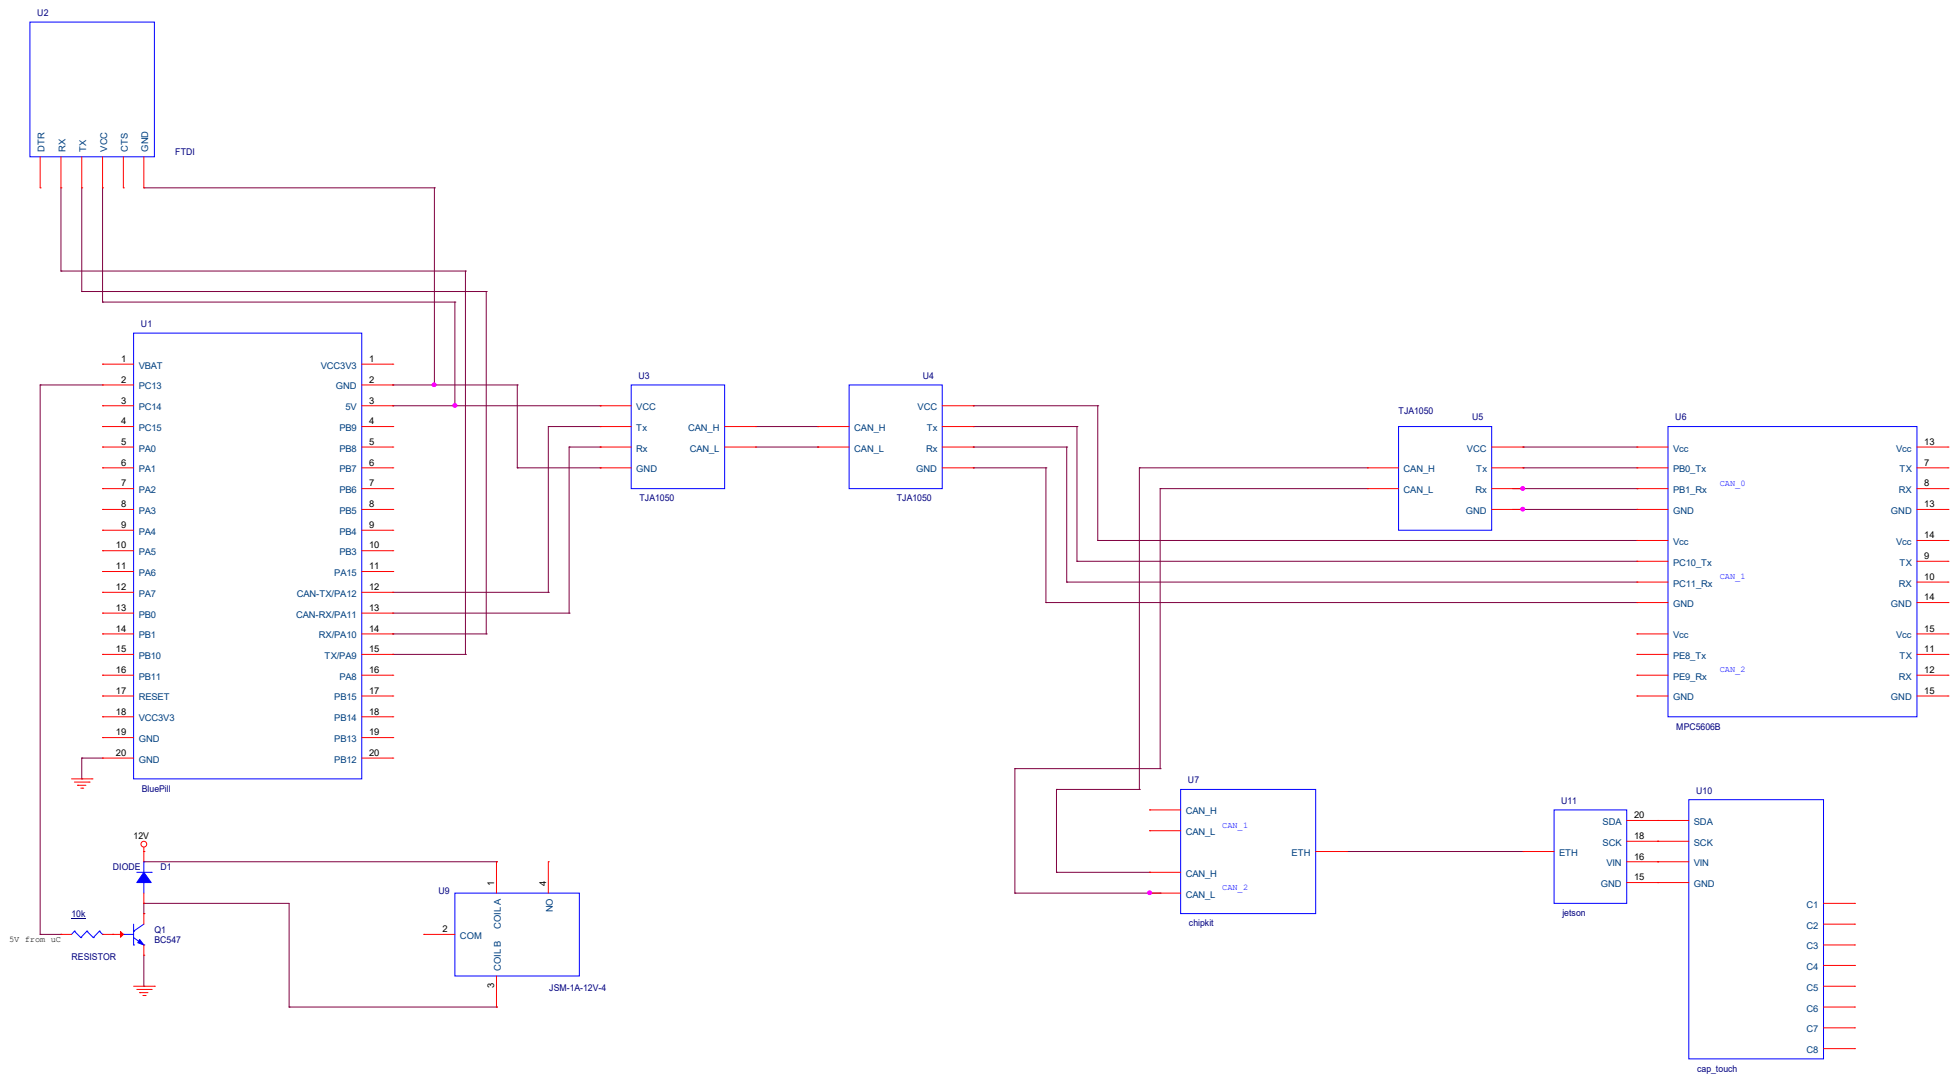 U2
DTR
RX
TX
VCC
CTS
GND
FTDI
U1
1 VBAT
2 PC13
3 PC14
4 PC15
5 PA0
6 PA1
7 PA2
8 PA3
9 PA4
10 PA5
11 PA6
12 PA7
13 PB0
14 PB1
15 PB10
16 PB11
17 RESET
18 VCC3V3
19 GND
20 GND
VCC3V3 1
GND 2
5V 3
PB9 4
PB8 5
PB7 6
PB6 7
PB5 8
PB4 9
PB3 10
PA15 11
CAN-TX/PA12 12
CAN-RX/PA11 13
RX/PA10 14
TX/PA9 15
PA8 16
PB15 17
PB14 18
PB13 19
PB12 20
BluePill
U3
VCC
Tx
Rx
GND
CAN_H
CAN_L
TJA1050
U4
CAN_H
CAN_L
VCC
Tx
Rx
GND
TJA1050
TJA1050
U5
CAN_H
CAN_L
VCC
Tx
Rx
GND
U6
Vcc
PB0_Tx
PB1_Rx
GND
CAN_0
Vcc
PC10_Tx
PC11_Rx
GND
CAN_1
Vcc
PE8_Tx
PE9_Rx
GND
CAN_2
Vcc 13
TX 7
RX 8
GND 13
Vcc 14
TX 9
RX 10
GND 14
Vcc 15
TX 11
RX 12
GND 15
MPC5606B
12V
DIODE D1
10k
5V from uC
RESISTOR
Q1
BC547
U9
1 COIL A
4 NO
2 COM
3 COIL B
JSM-1A-12V-4
U7
CAN_H
CAN_L
CAN_1
CAN_H
CAN_L
CAN_2
ETH
chipkit
U11
ETH
SDA 20
SCK 18
VIN 16
GND 15
jetson
U10
SDA
SCK
VIN
GND
C1
C2
C3
C4
C5
C6
C7
C8
cap_touch